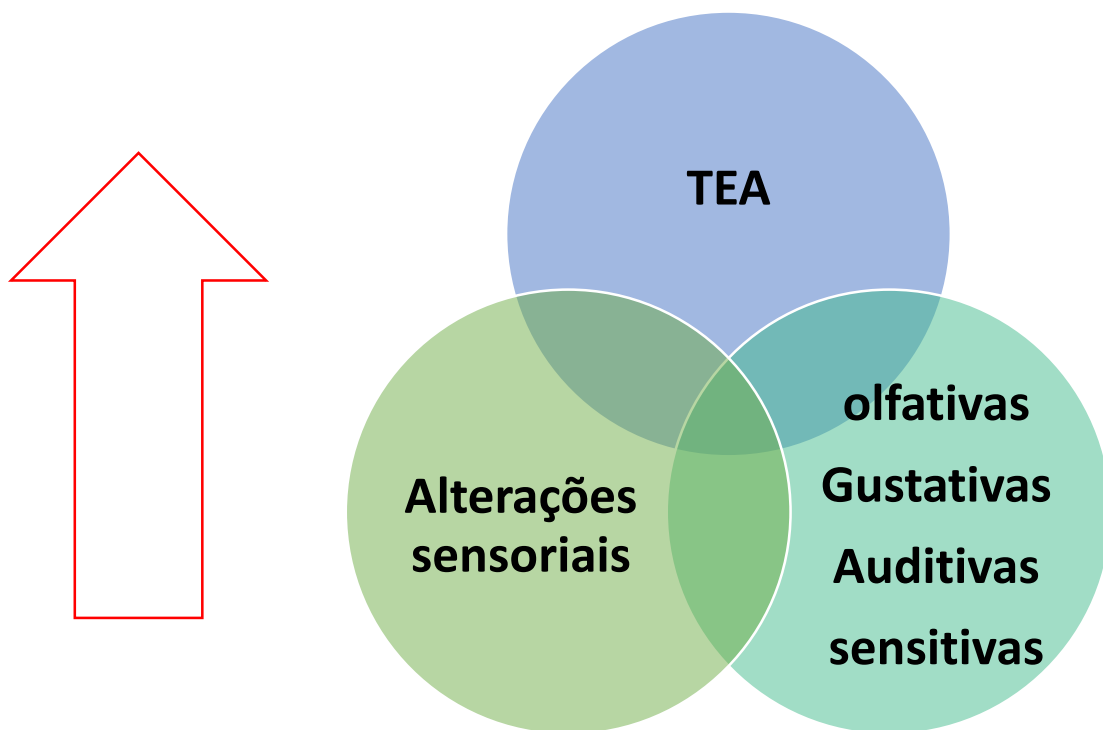 TEA
Alterações
sensoriais
olfativas
Gustativas
Auditivas
sensitivas